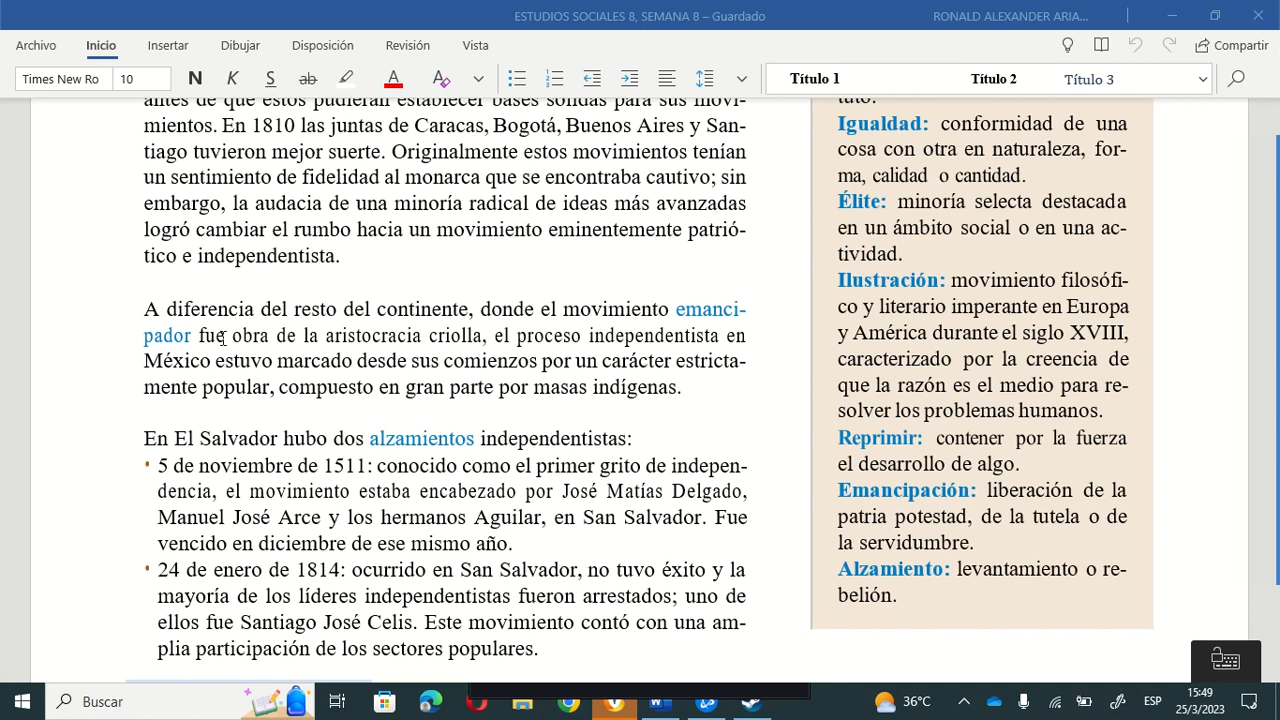 ESTUDIOS SOCIALES 8, SEMANA 8 – Guardado
RONALD ALEXANDER ARIA...
Archivo
Inicio
Insertar
Dibujar
Disposición
Revisión
Vista
Compartir
Times New Ro
10
N
K
S
ab
A
A
Título 1
Título 2
Título 3
antes de que estos pudieran establecer bases sólidas para sus movi-
mientos. En 1810 las juntas de Caracas, Bogotá, Buenos Aires y San-
tiago tuvieron mejor suerte. Originalmente estos movimientos tenían
un sentimiento de fidelidad al monarca que se encontraba cautivo; sin
embargo, la audacia de una minoría radical de ideas más avanzadas
logró cambiar el rumbo hacia un movimiento eminentemente patrió-
tico e independentista.
A diferencia del resto del continente, donde el movimiento emanci-
pador fue obra de la aristocracia criolla, el proceso independentista en
México estuvo marcado desde sus comienzos por un carácter estricta-
mente popular, compuesto en gran parte por masas indígenas.
En El Salvador hubo dos alzamientos independentistas:
• 5 de noviembre de 1511: conocido como el primer grito de indepen-
dencia, el movimiento estaba encabezado por José Matías Delgado,
Manuel José Arce y los hermanos Aguilar, en San Salvador. Fue
vencido en diciembre de ese mismo año.
• 24 de enero de 1814: ocurrido en San Salvador, no tuvo éxito y la
mayoría de los líderes independentistas fueron arrestados; uno de
ellos fue Santiago José Celis. Este movimiento contó con una am-
plia participación de los sectores populares.
tuto.
Igualdad: conformidad de una
cosa con otra en naturaleza, for-
ma, calidad o cantidad.
Élite: minoría selecta destacada
en un ámbito social o en una ac-
tividad.
Ilustración: movimiento filosófi-
co y literario imperante en Europa
y América durante el siglo XVIII,
caracterizado por la creencia de
que la razón es el medio para re-
solver los problemas humanos.
Reprimir: contener por la fuerza
el desarrollo de algo.
Emancipación: liberación de la
patria potestad, de la tutela o de
la servidumbre.
Alzamiento: levantamiento o re-
belión.
Buscar
36°C
ESP
15:49
25/3/2023